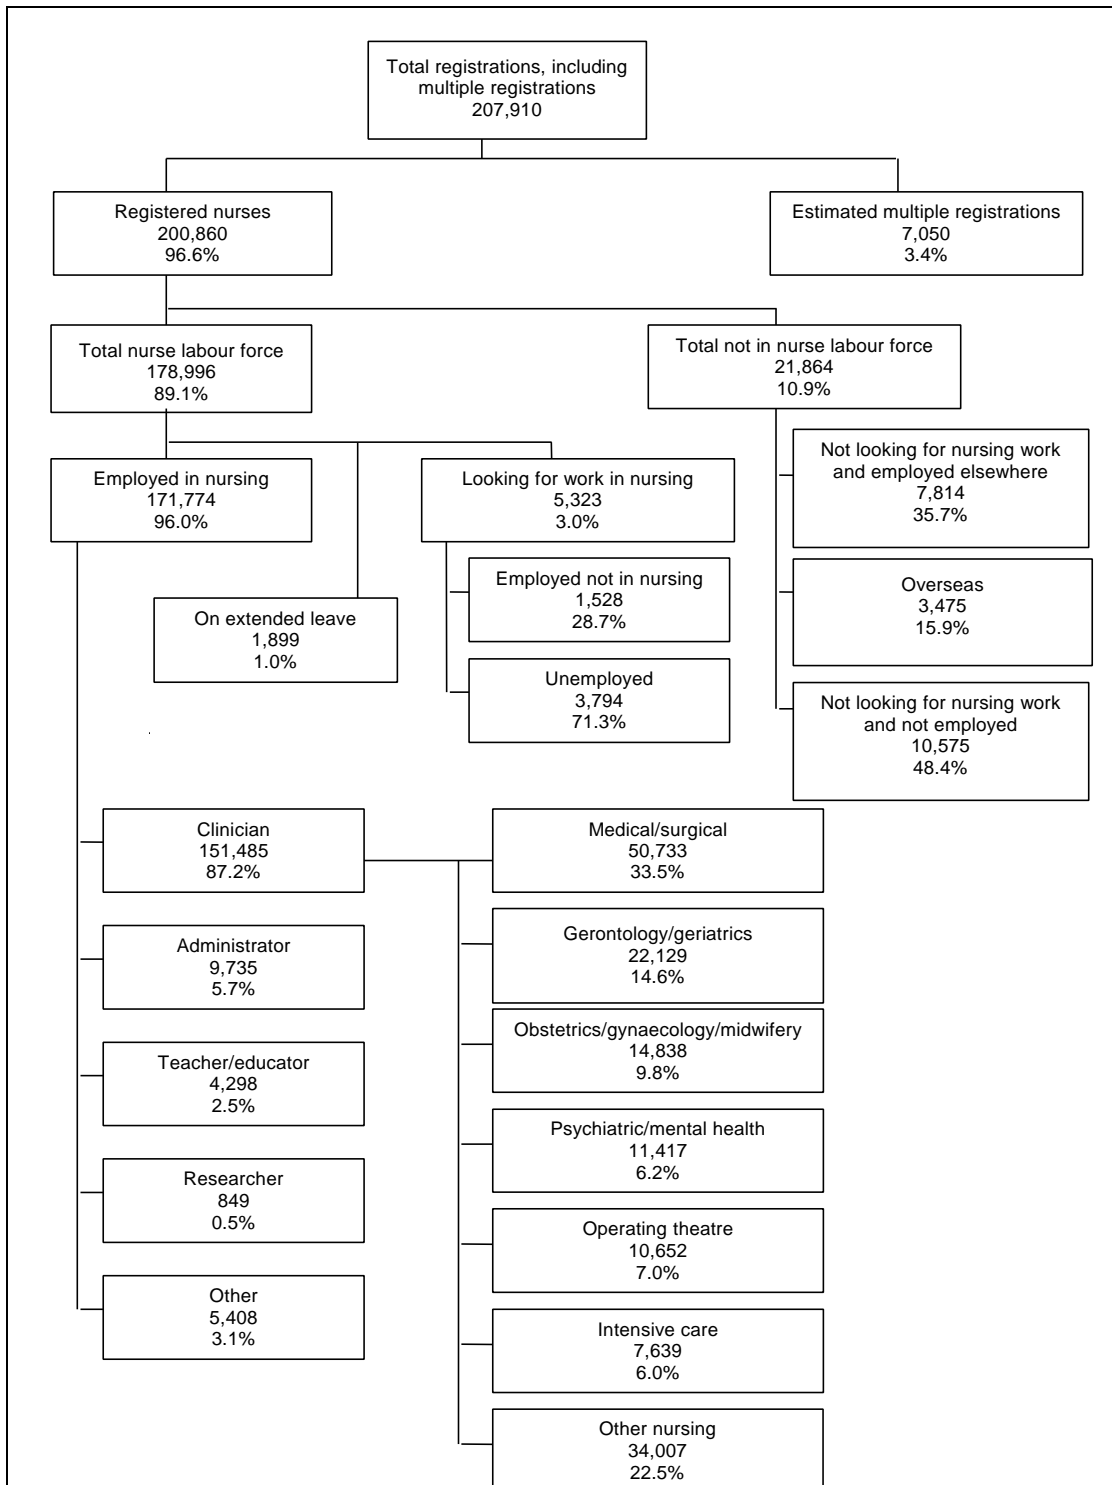 Total registrations, including
multiple registrations
207,910
Registered nurses
200,860
96.6%
Estimated multiple registrations
7,050
3.4%
Total nurse labour force
178,996
89.1%
Total not in nurse labour force
21,864
10.9%
Employed in nursing
171,774
96.0%
Looking for work in nursing
5,323
3.0%
Not looking for nursing work
and employed elsewhere
7,814
35.7%
On extended leave
1,899
1.0%
Employed not in nursing
1,528
28.7%
Overseas
3,475
15.9%
Unemployed
3,794
71.3%
Not looking for nursing work
and not employed
10,575
48.4%
Clinician
151,485
87.2%
Administrator
9,735
5.7%
Teacher/educator
4,298
2.5%
Researcher
849
0.5%
Other
5,408
3.1%
Medical/surgical
50,733
33.5%
Gerontology/geriatrics
22,129
14.6%
Obstetrics/gynaecology/midwifery
14,838
9.8%
Psychiatric/mental health
11,417
6.2%
Operating theatre
10,652
7.0%
Intensive care
7,639
6.0%
Other nursing
34,007
22.5%